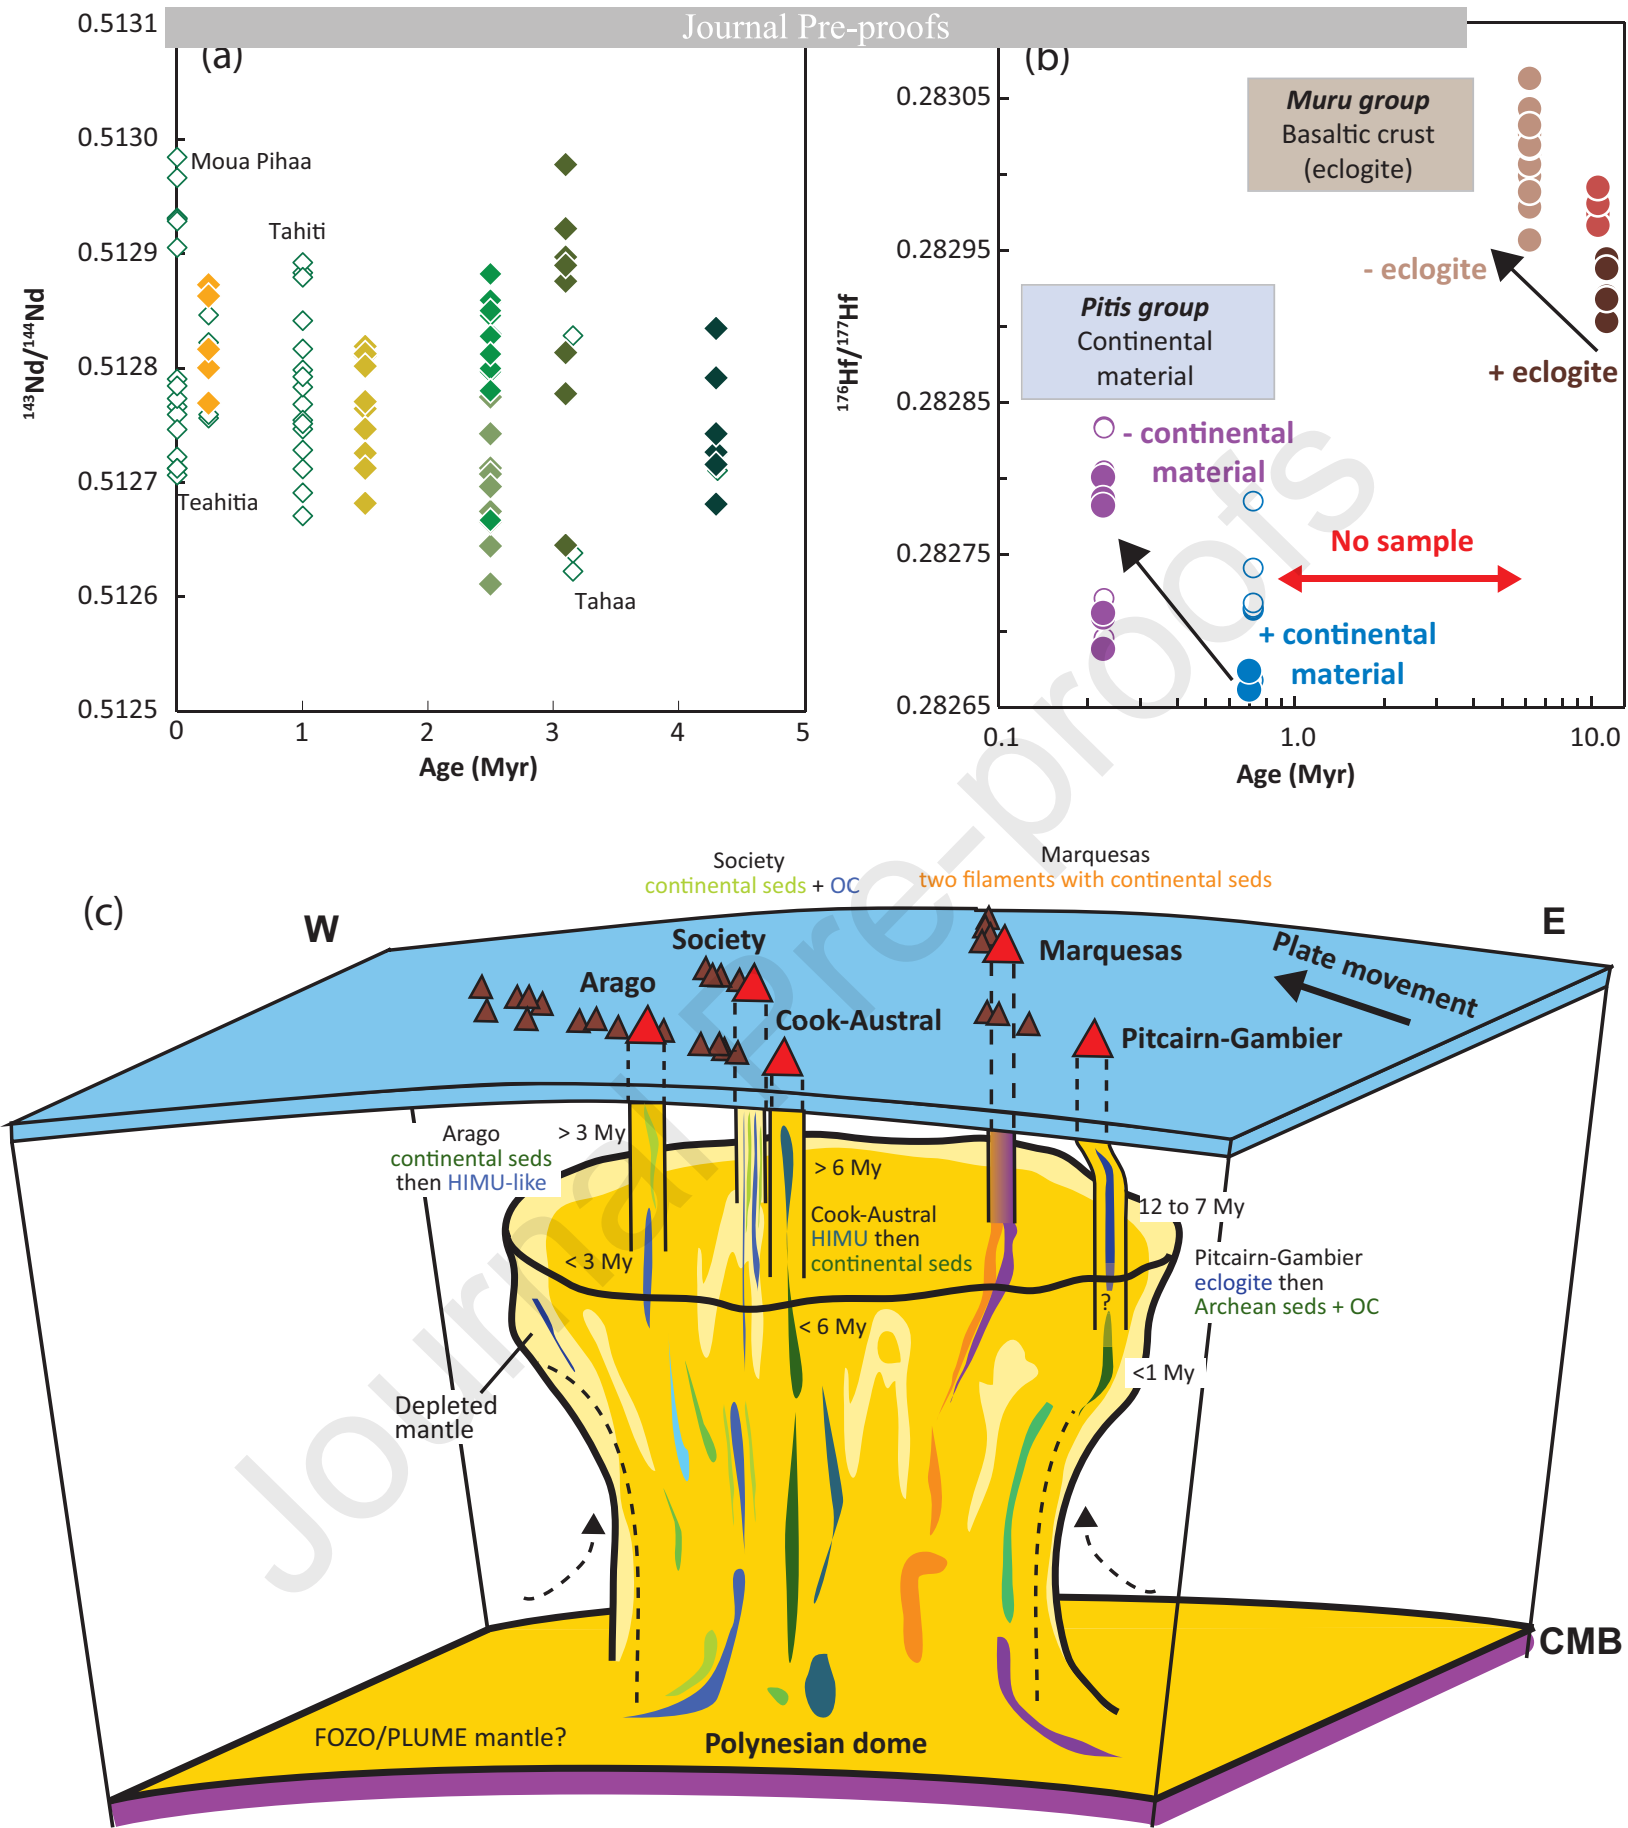 Journal Pre-proofs
(a)
0.5131
0.5130
0.5129
0.5128
0.5127
0.5126
0.5125
143Nd/144Nd
Moua Pihaa
Tahiti
Teahitia
Tahaa
0
1
2
3
4
5
Age (Myr)
(b)
0.28305
0.28295
0.28285
0.28275
0.28265
176Hf/177Hf
Muru group
Basaltic crust
(eclogite)
- eclogite
+ eclogite
Pitis group
Continental
material
- continental
material
No sample
+ continental
material
0.1
1.0
10.0
Age (Myr)
(c)
Society
continental seds + OC
Marquesas
two filaments with continental seds
W
E
Society
Marquesas
Plate movement
Arago
Cook-Austral
Pitcairn-Gambier
Arago
continental seds
then HIMU-like
> 3 My
< 3 My
> 6 My
Cook-Austral
HIMU then
continental seds
< 6 My
12 to 7 My
Pitcairn-Gambier
eclogite then
Archean seds + OC
?
<1 My
Depleted
mantle
CMB
FOZO/PLUME mantle?
Polynesian dome
Journal Pre-proofs